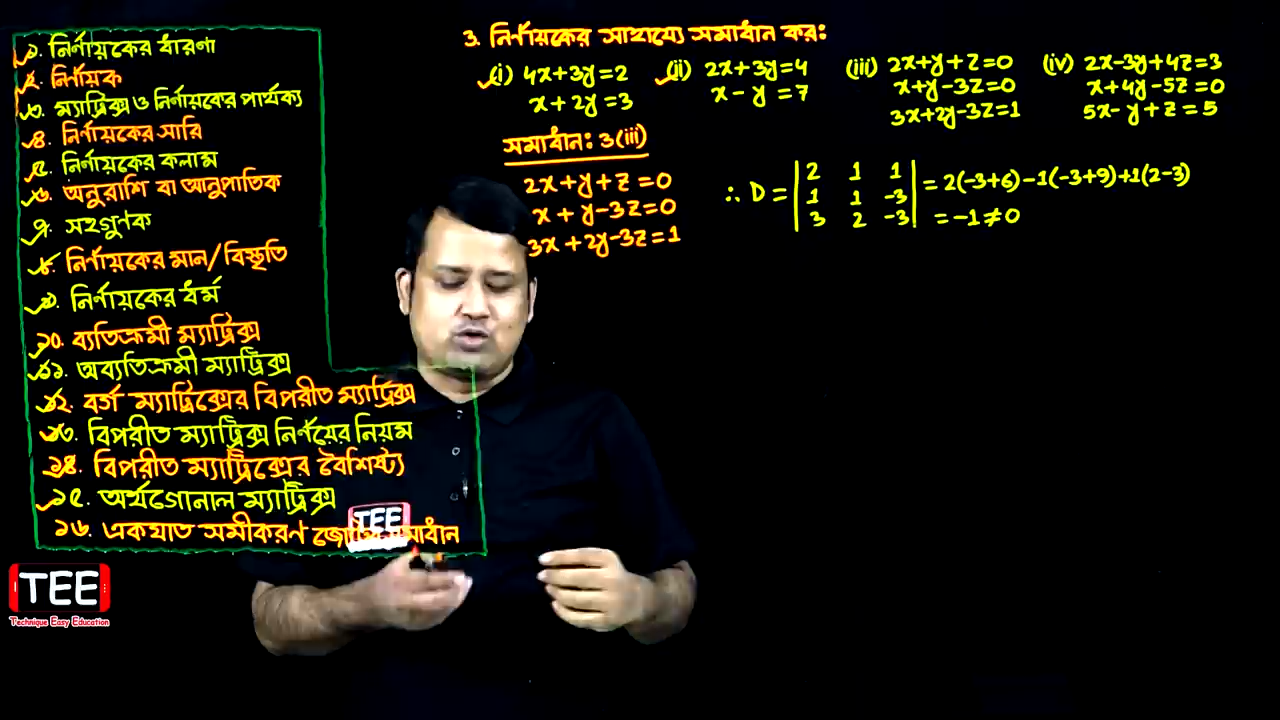 ১. নির্ণায়কের ধারণা
২. নির্ণায়ক
৩. ম্যাট্রিক্স ও নির্ণায়কের পার্থক্য
৪. নির্ণায়কের সারি
৫. নির্ণায়কের কলাম
৬. অনুরাশি বা আনুপাতিক
৭. সহগুণক
৮. নির্ণায়কের মান/বিস্তৃতি
৯. নির্ণায়কের ধর্ম
১০. ব্যতিক্রমী ম্যাট্রিক্স
১১. অব্যতিক্রমী ম্যাট্রিক্স
১২. বর্গ ম্যাট্রিক্সের বিপরীত ম্যাট্রিক্স
১৩. বিপরীত ম্যাট্রিক্স নির্ণয়ের নিয়ম
১৪. বিপরীত ম্যাট্রিক্সের বৈশিষ্ট্য
১৫. অর্থগোনাল ম্যাট্রিক্স
১৬. একঘাত সমীকরণ জোটের সমাধান
TEE
TEE
Technique Easy Education
3. নির্ণায়কের সাহায্যে সমাধান কর:
(i) 4x+3y=2 (ii) 2x+3y=4 (iii) 2x+y+z=0 (iv) 2x-3y+4z=3
x+2y=3 x-y=7 x+y-3z=0 x+4y-5z=0
3x+2y-3z=1 5x-y+z=5
সমাধান: 3(iii)
2x+y+z=0
x+y-3z=0
3x+2y-3z=1
∴ D = | 2 1 1 |
| 1 1 -3 | = 2(-3+6)-1(-3+9)+1(2-3)
| 3 2 -3 | = -1≠0